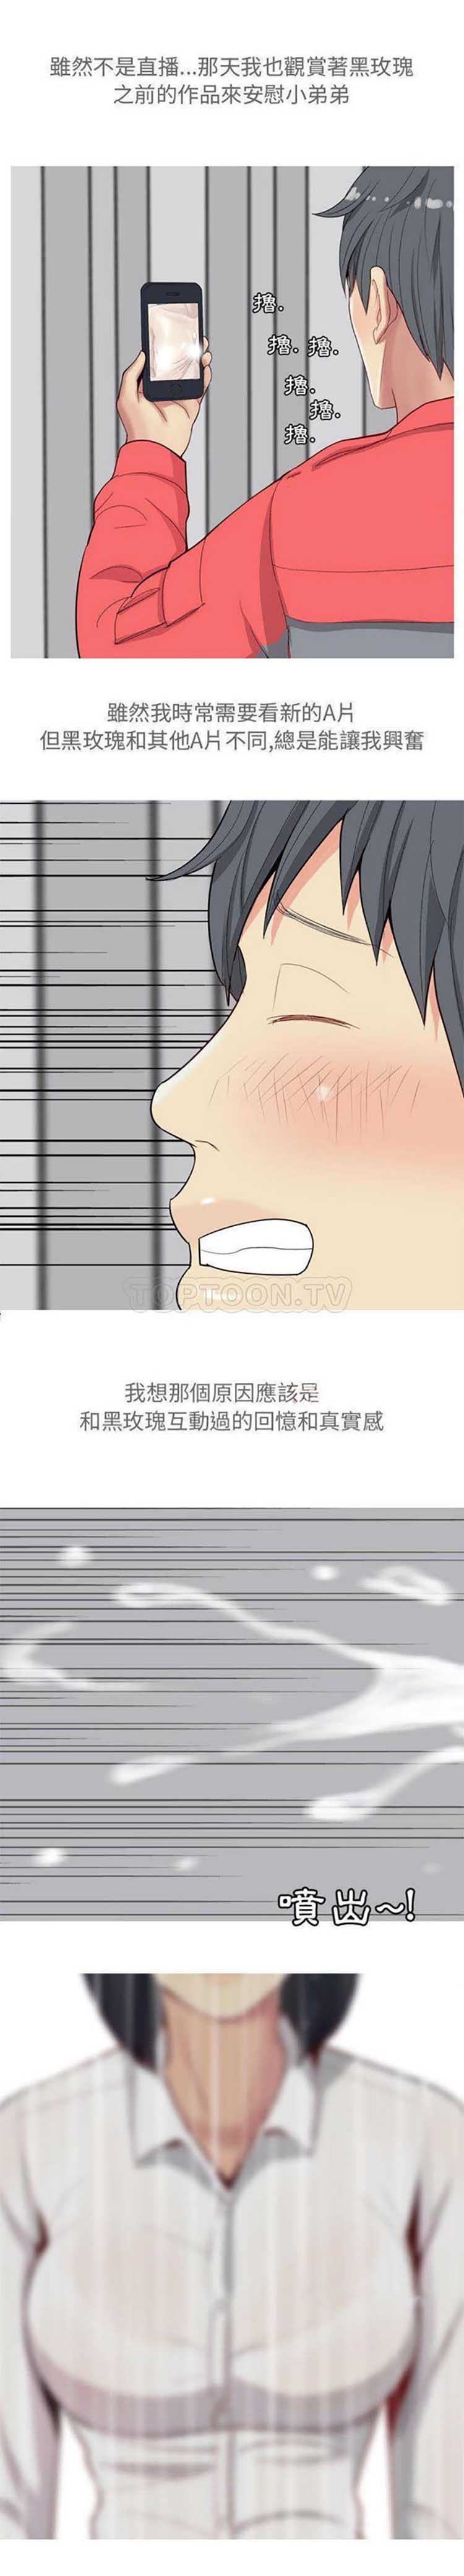 雖然不是直播...那天我也觀賞著黑玫瑰
之前的作品來安慰小弟弟
擼.
擼. 擼.
擼.
擼.
擼.
雖然我時常需要看新的A片
但黑玫瑰和其他A片不同,總是能讓我興奮
TOPTOON.TV
我想那個原因應該是
和黑玫瑰互動過的回憶和真實感
噴出~!